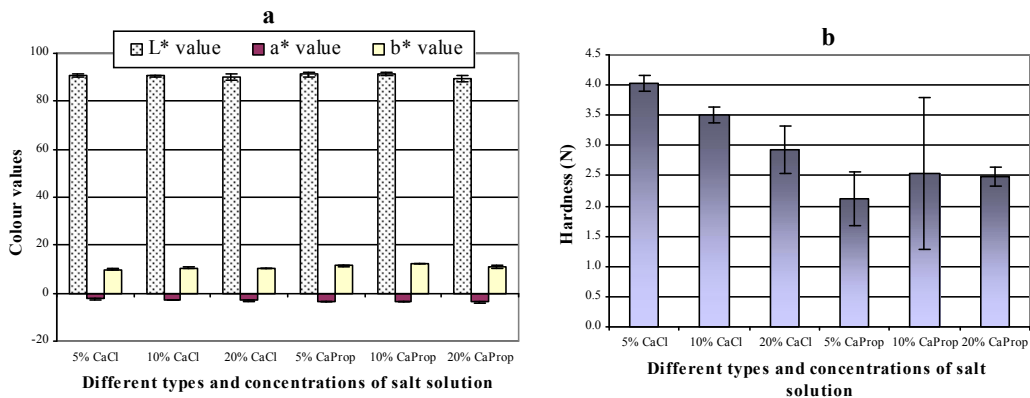 a
L* value a* value b* value
100
80
60
40
20
0
-20
Colour values
5% CaCl 10% CaCl 20% CaCl 5% CaProp 10% CaProp 20% CaProp
Different types and concentrations of salt solution
b
4.5
4.0
3.5
3.0
2.5
2.0
1.5
1.0
0.5
0.0
Hardness (N)
5% CaCl 10% CaCl 20% CaCl 5% CaProp 10% CaProp 20% CaProp
Different types and concentrations of salt
solution